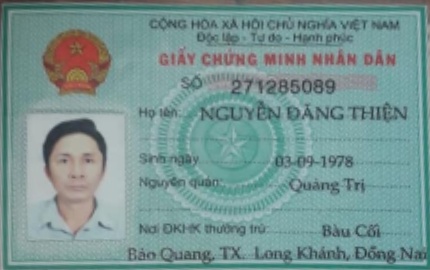 CỘNG HÒA XÃ HỘI CHỦ NGHĨA VIỆT NAM
Độc lập - Tự do - Hạnh phúc
GIẤY CHỨNG MINH NHÂN DÂN
SỐ 271285089
Họ tên: NGUYỄN ĐĂNG THIỆN
Sinh ngày 03-09-1978
Nguyên quán: Quảng Trị
Nơi ĐKHK thường trú: Bàu Cối
Bảo Quang, TX. Long Khánh, Đồng Nai